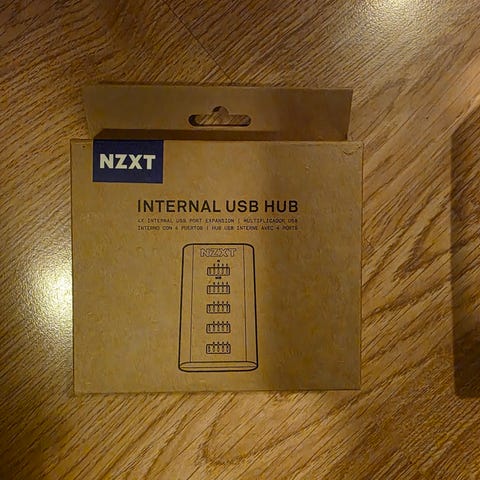 NZXT
INTERNAL USB HUB
4X INTERNAL USB PORT EXPANSION | MULTIPLICADOR USB
INTERNO CON 4 PUERTOS | HUB USB INTERNE AVEC 4 PORTS
NZXT